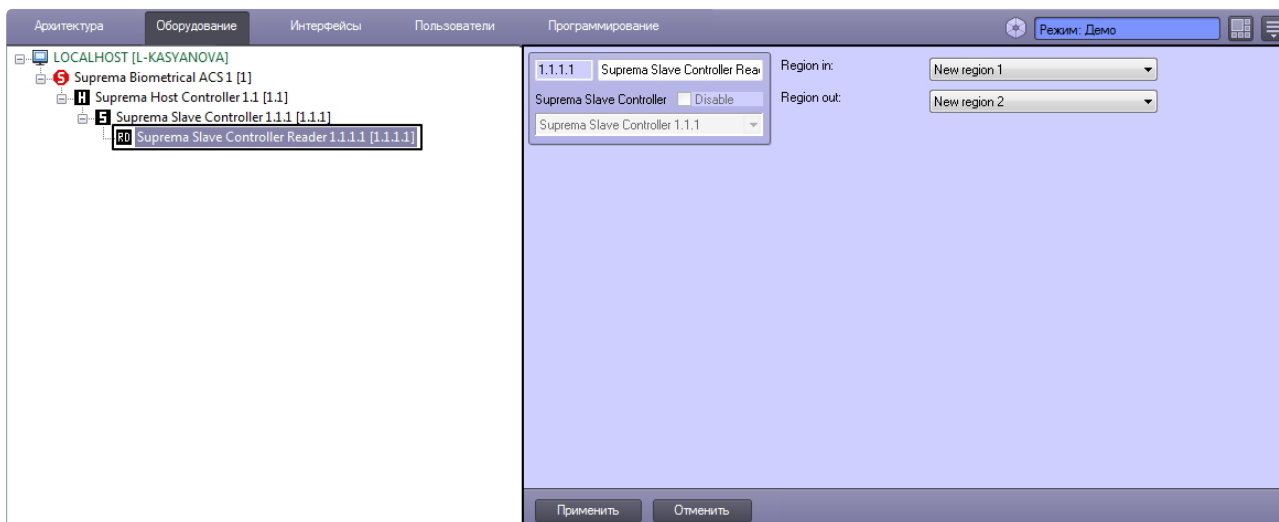 Архитектура Оборудование Интерфейсы Пользователи Программирование Режим: Демо
LOCALHOST [L-KASYANOVA]
Suprema Biometrical ACS 1 [1]
H Suprema Host Controller 1.1 [1.1]
S Suprema Slave Controller 1.1.1 [1.1.1]
RD Suprema Slave Controller Reader 1.1.1.1 [1.1.1.1]
1.1.1.1 Suprema Slave Controller Rea
Suprema Slave Controller Disable
Suprema Slave Controller 1.1.1
Region in: New region 1
Region out: New region 2
Применить Отменить